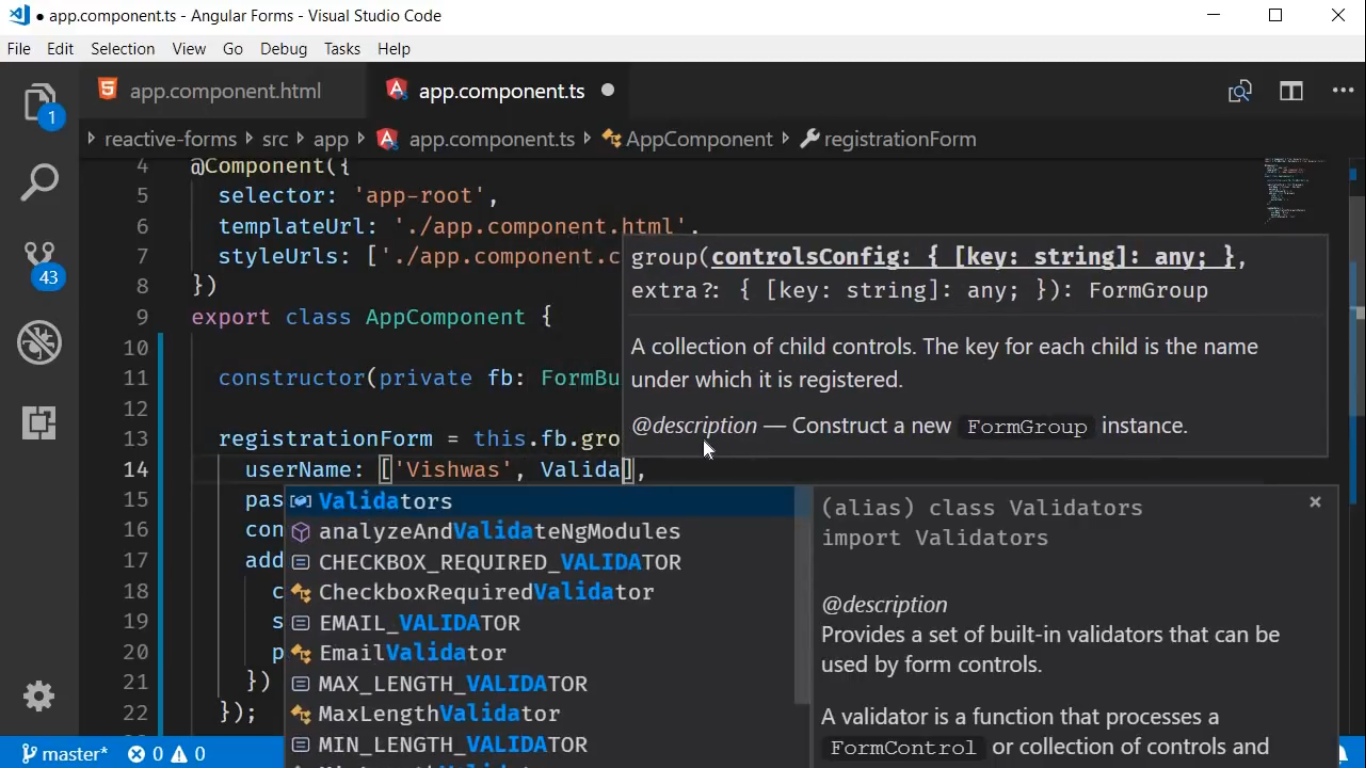 ● app.component.ts - Angular Forms - Visual Studio Code
File Edit Selection View Go Debug Tasks Help
app.component.html app.component.ts
reactive-forms src app app.component.ts AppComponent registrationForm
1
43
4 @Component({
5 selector: 'app-root',
6 templateUrl: './app.component.html',
7 styleUrls: ['./app.component.c
8 })
9 export class AppComponent {
10
11 constructor(private fb: FormBu
12
13 registrationForm = this.fb.gro
14 userName: ['Vishwas', Valida],
15 pas
16 con
17 add
18 c
19 s
20 p
21 })
22 });
group(controlsConfig: { [key: string]: any; },
extra?: { [key: string]: any; }): FormGroup
A collection of child controls. The key for each child is the name
under which it is registered.
@description — Construct a new FormGroup instance.
Validators
analyzeAndValidateNgModules
CHECKBOX_REQUIRED_VALIDATOR
CheckboxRequiredValidator
EMAIL_VALIDATOR
EmailValidator
MAX_LENGTH_VALIDATOR
MaxLengthValidator
MIN_LENGTH_VALIDATOR
(alias) class Validators
import Validators
@description
Provides a set of built-in validators that can be
used by form controls.
A validator is a function that processes a
FormControl or collection of controls and
master* 0 0